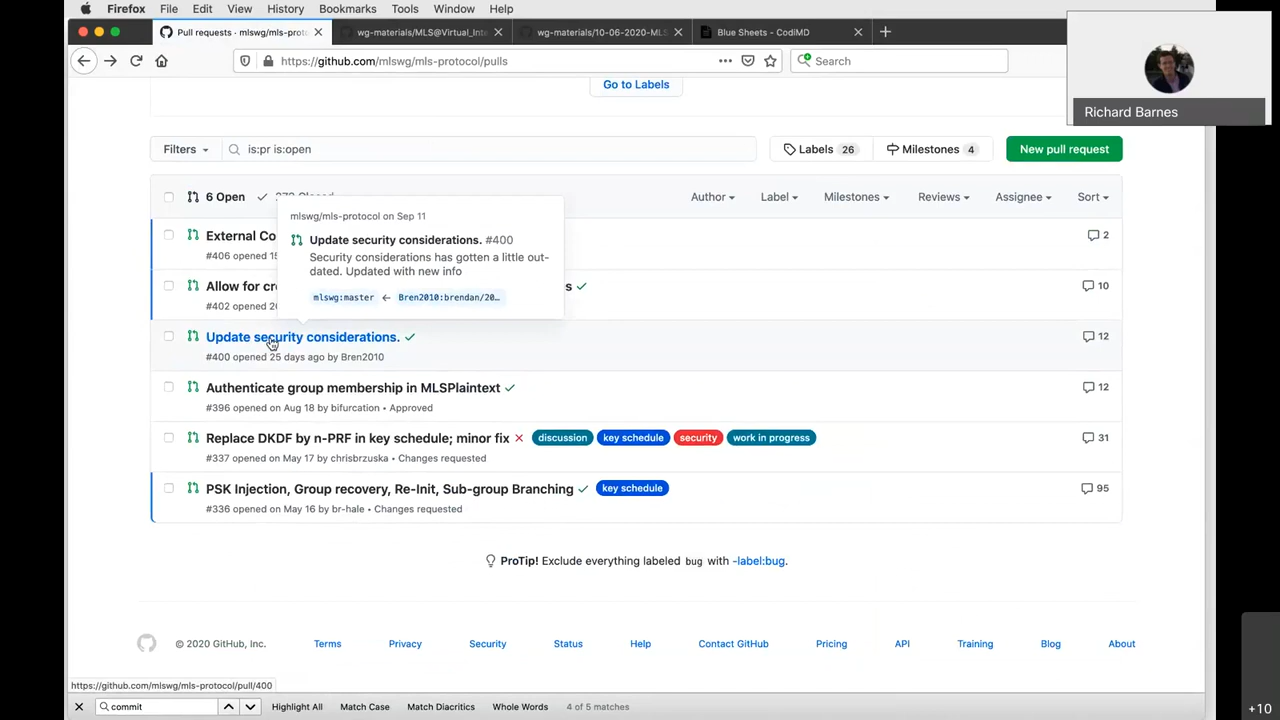 Firefox File Edit View History Bookmarks Tools Window Help
Pull requests · mlswg/mls-proto wg-materials/MLS@Virtual_Inte wg-materials/10-06-2020-MLS Blue Sheets - CodiMD
https://github.com/mlswg/mls-protocol/pulls Search
Richard Barnes
Go to Labels
Filters is:pr is:open Labels 26 Milestones 4 New pull request
6 Open Closed Author Label Milestones Reviews Assignee Sort
mlswg/mls-protocol on Sep 11
Update security considerations. #400
Security considerations has gotten a little out-
dated. Updated with new info
mlswg:master ← Bren2010:brendan/20…
External Co 2
#406 opened
Allow for cr s 10
#402 opened
Update security considerations. 12
#400 opened 25 days ago by Bren2010
Authenticate group membership in MLSPlaintext 12
#396 opened on Aug 18 by bifurcation • Approved
Replace DKDF by n-PRF in key schedule; minor fix discussion key schedule security work in progress 31
#337 opened on May 17 by chrisbrzuska • Changes requested
PSK Injection, Group recovery, Re-Init, Sub-group Branching key schedule 95
#336 opened on May 16 by br-hale • Changes requested
ProTip! Exclude everything labeled bug with -label:bug.
© 2020 GitHub, Inc. Terms Privacy Security Status Help Contact GitHub Pricing API Training Blog About
https://github.com/mlswg/mls-protocol/pull/400
commit Highlight All Match Case Match Diacritics Whole Words 4 of 5 matches
+10